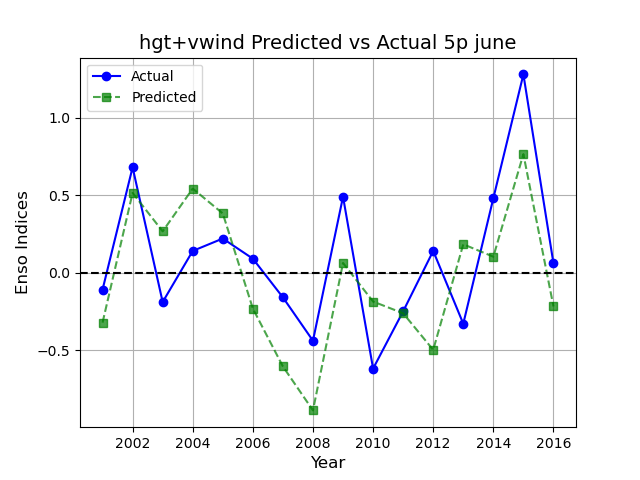 hgt+vwind Predicted vs Actual 5p june
Actual
Predicted
Enso Indices
1.0
0.5
0.0
−0.5
2002 2004 2006 2008 2010 2012 2014 2016
Year